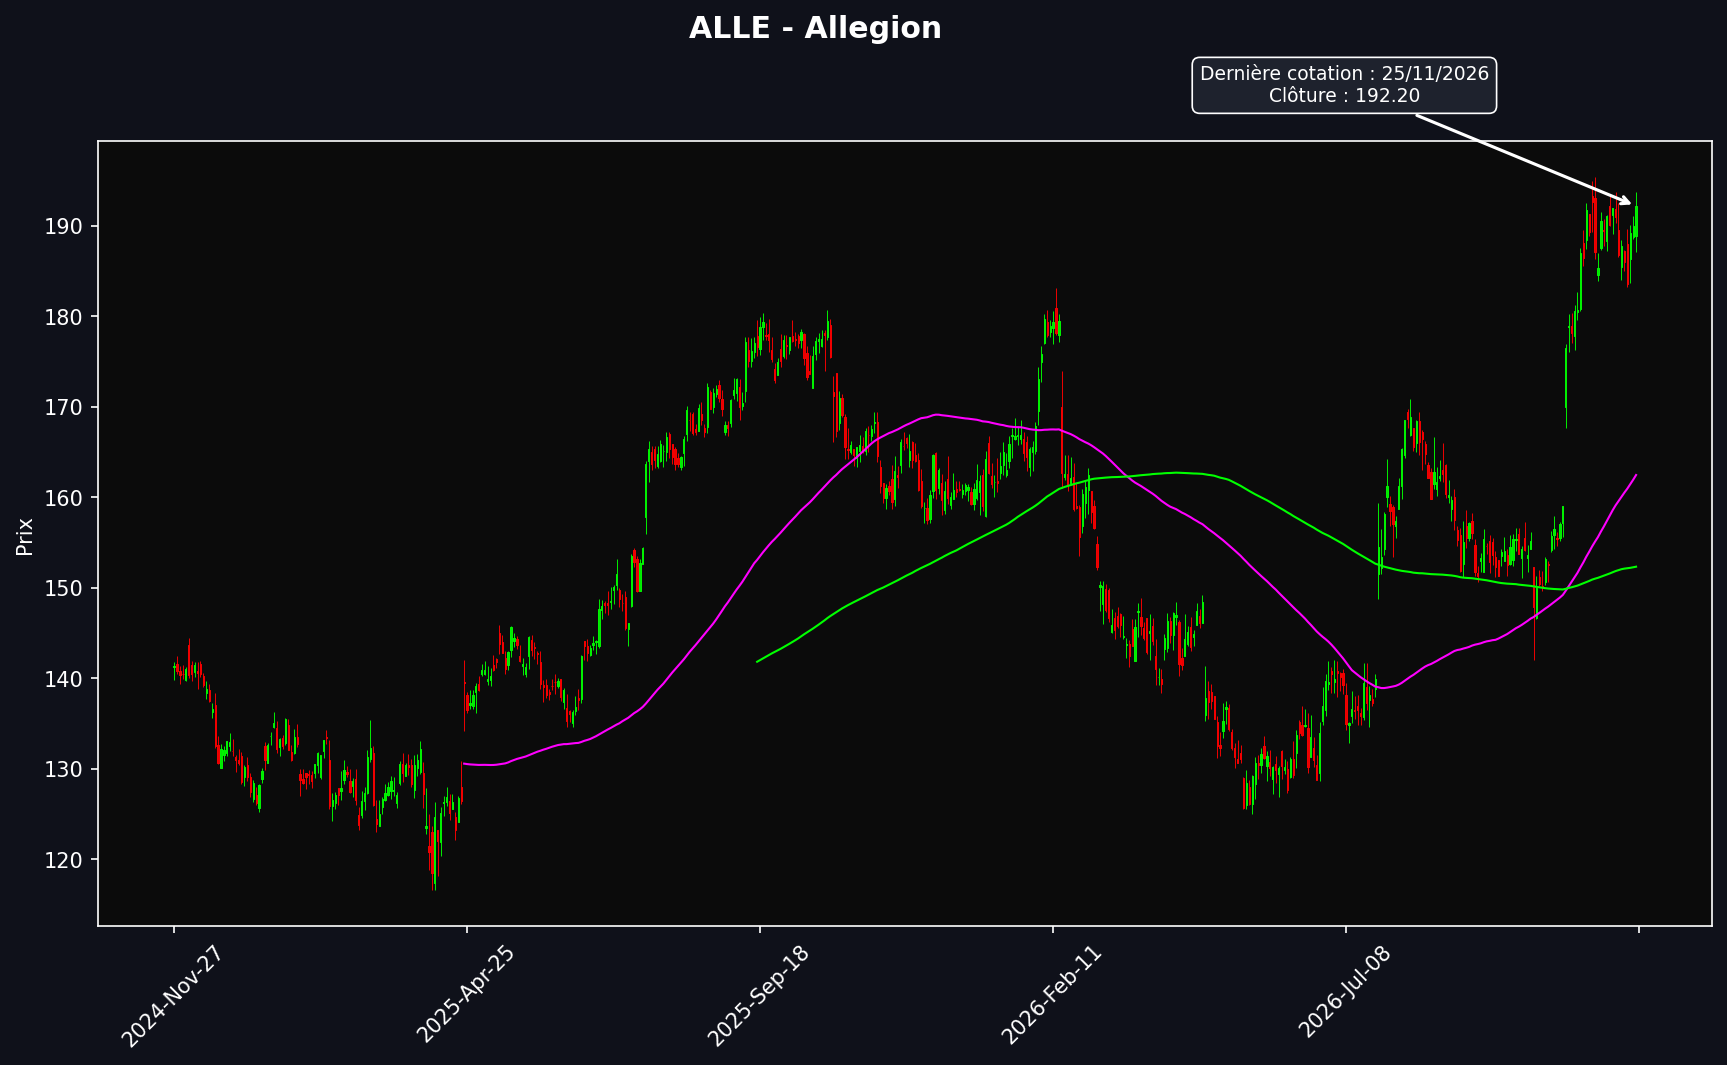 ALLE - Allegion
Dernière cotation : 25/11/2026
Clôture : 192.20
190
180
170
160
150
140
130
120
Prix
2024-Nov-27
2025-Apr-25
2025-Sep-18
2026-Feb-11
2026-Jul-08